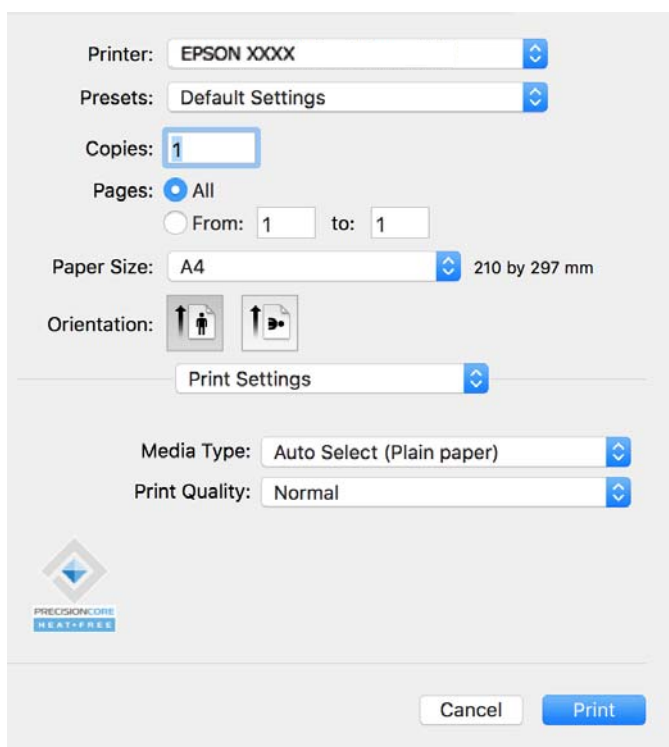 Printer: EPSON XXXX
Presets: Default Settings
Copies: 1
Pages: All
From: 1 to: 1
Paper Size: A4 210 by 297 mm
Orientation:
Print Settings
Media Type: Auto Select (Plain paper)
Print Quality: Normal
PRECISIONCORE
HEAT-FREE
Cancel Print